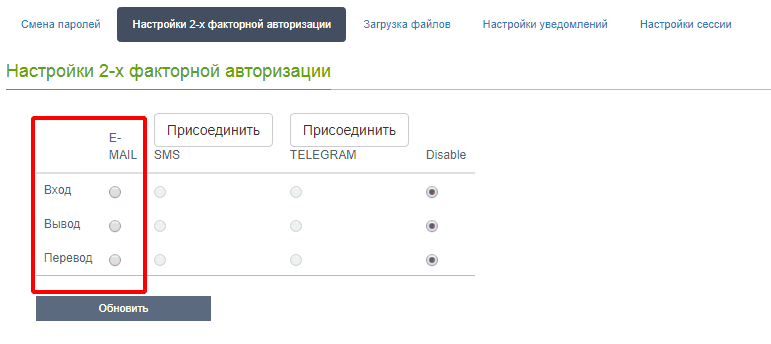 Смена паролей Настройки 2-х факторной авторизации Загрузка файлов Настройки уведомлений Настройки сессии
Настройки 2-х факторной авторизации
Присоединить Присоединить
E-
MAIL SMS TELEGRAM Disable
Вход
Вывод
Перевод
Обновить